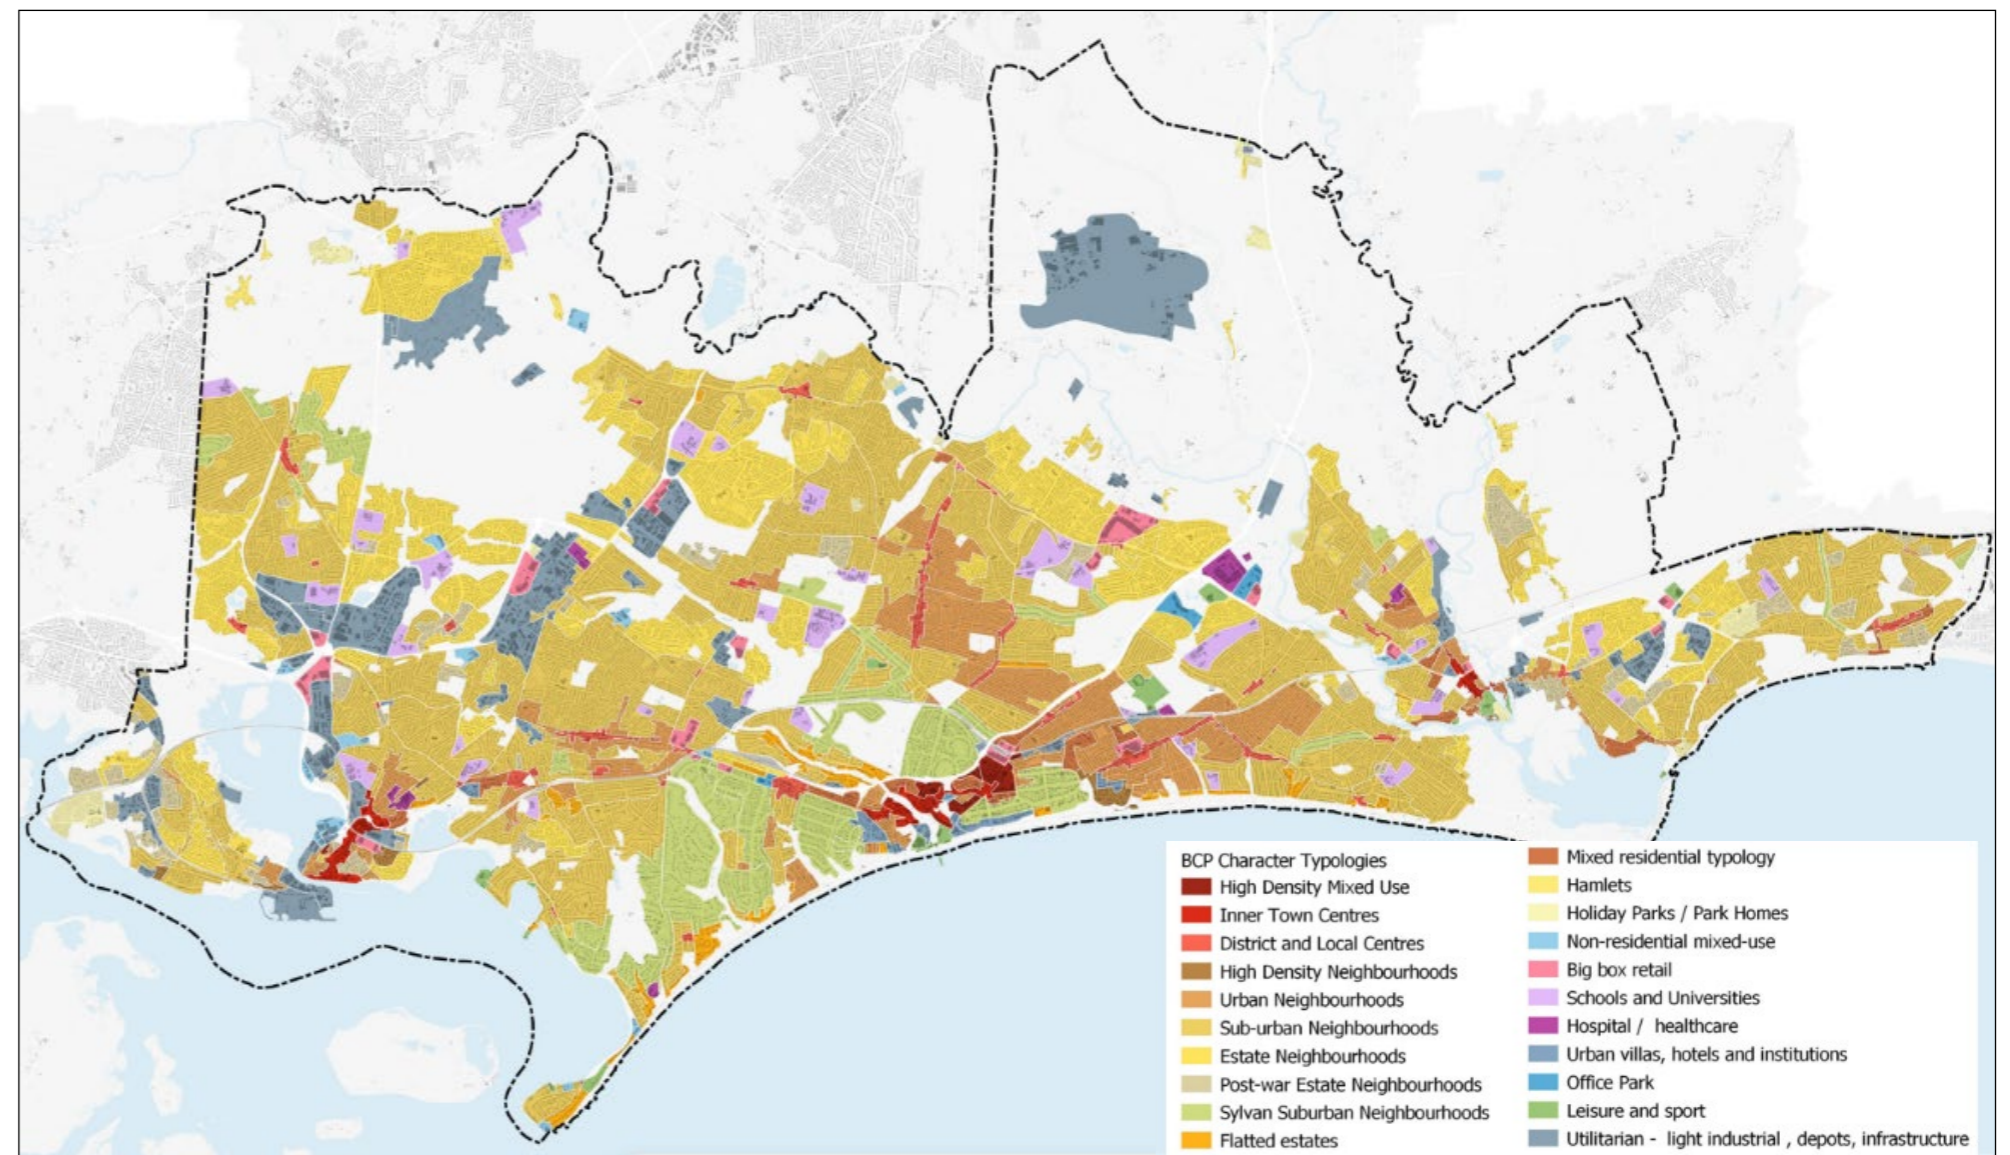 BCP Character Typologies
High Density Mixed Use
Inner Town Centres
District and Local Centres
High Density Neighbourhoods
Urban Neighbourhoods
Sub-urban Neighbourhoods
Estate Neighbourhoods
Post-war Estate Neighbourhoods
Sylvan Suburban Neighbourhoods
Flatted estates
Mixed residential typology
Hamlets
Holiday Parks / Park Homes
Non-residential mixed-use
Big box retail
Schools and Universities
Hospital /  healthcare
Urban villas, hotels and institutions
Office Park
Leisure and sport
Utilitarian -  light industrial , depots, infrastructure